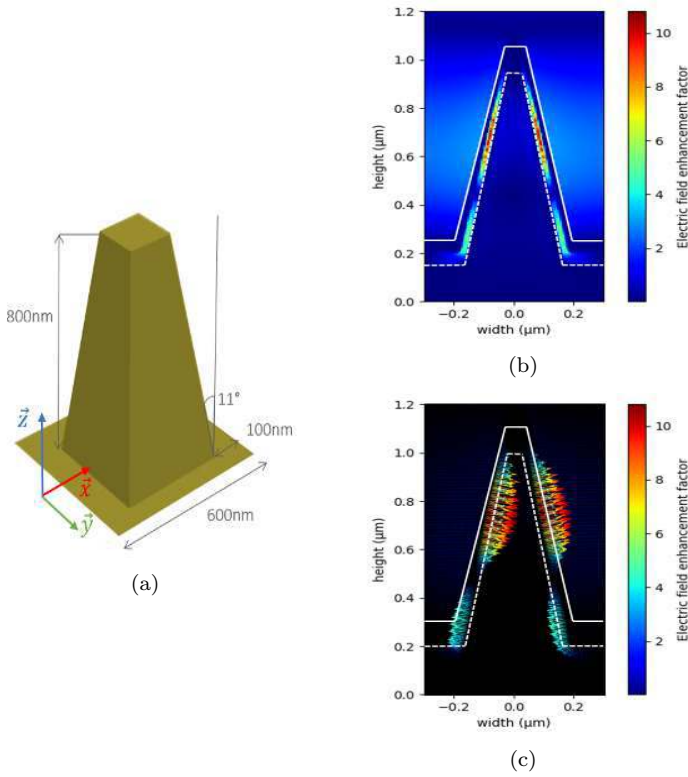 800nm
11°
100nm
600nm
z
x
y
(a)
1.2
1.0
0.8
0.6
0.4
0.2
0.0
height (μm)
−0.2
0.0
0.2
width (μm)
10
8
6
4
2
Electric field enhancement factor
(b)
1.2
1.0
0.8
0.6
0.4
0.2
0.0
height (μm)
−0.2
0.0
0.2
width (μm)
10
8
6
4
2
Electric field enhancement factor
(c)